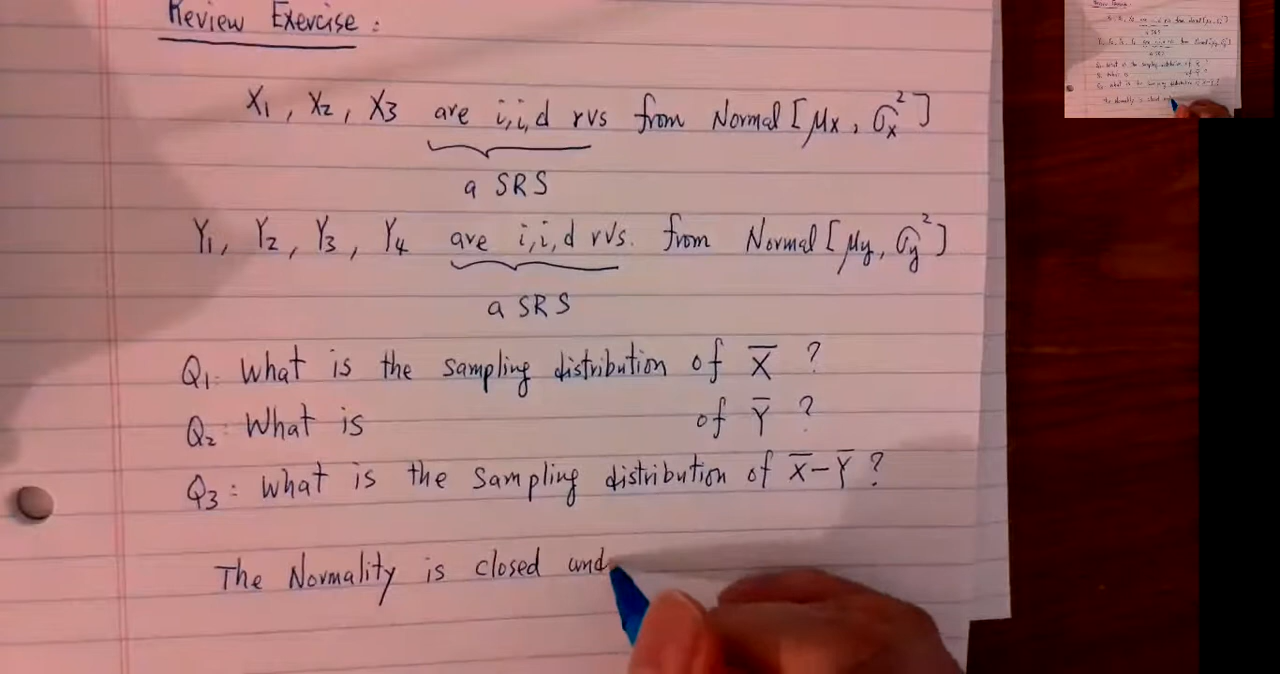 Review Exercise :
X1, X2, X3 are i,i,d rvs from Normal [μx, σx²]
a SRS
Y1, Y2, Y3, Y4 are i,i,d rvs. from Normal [μy, σy²]
a SRS
Q1: What is the sampling distribution of X̅ ?
Q2: What is of Y̅ ?
Q3: What is the sampling distribution of X̅-Y̅ ?
The Normality is closed und